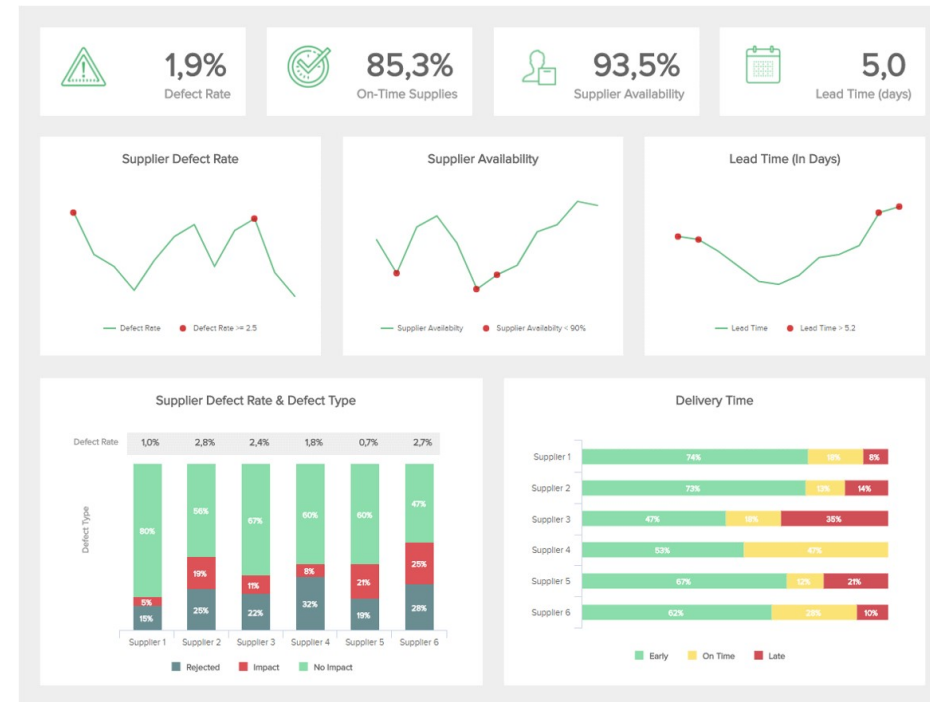 1,9%
Defect Rate
85,3%
On-Time Supplies
93,5%
Supplier Availability
5,0
Lead Time (days)
Supplier Defect Rate
Defect Rate
Defect Rate >= 2.5
Supplier Availability
Supplier Availability
Supplier Availability < 90%
Lead Time (In Days)
Lead Time
Lead Time > 5.2
Supplier Defect Rate & Defect Type
Defect Rate 1,0% 2,8% 2,4% 1,8% 0,7% 2,7%
Defect Type
80% 56% 67% 60% 60% 47%
5% 19% 11% 8% 21% 25%
15% 25% 22% 32% 19% 28%
Supplier 1 Supplier 2 Supplier 3 Supplier 4 Supplier 5 Supplier 6
Rejected Impact No Impact
Delivery Time
Supplier 1 74% 18% 8%
Supplier 2 73% 13% 14%
Supplier 3 47% 18% 35%
Supplier 4 53% 47%
Supplier 5 67% 12% 21%
Supplier 6 62% 28% 10%
Early On Time Late